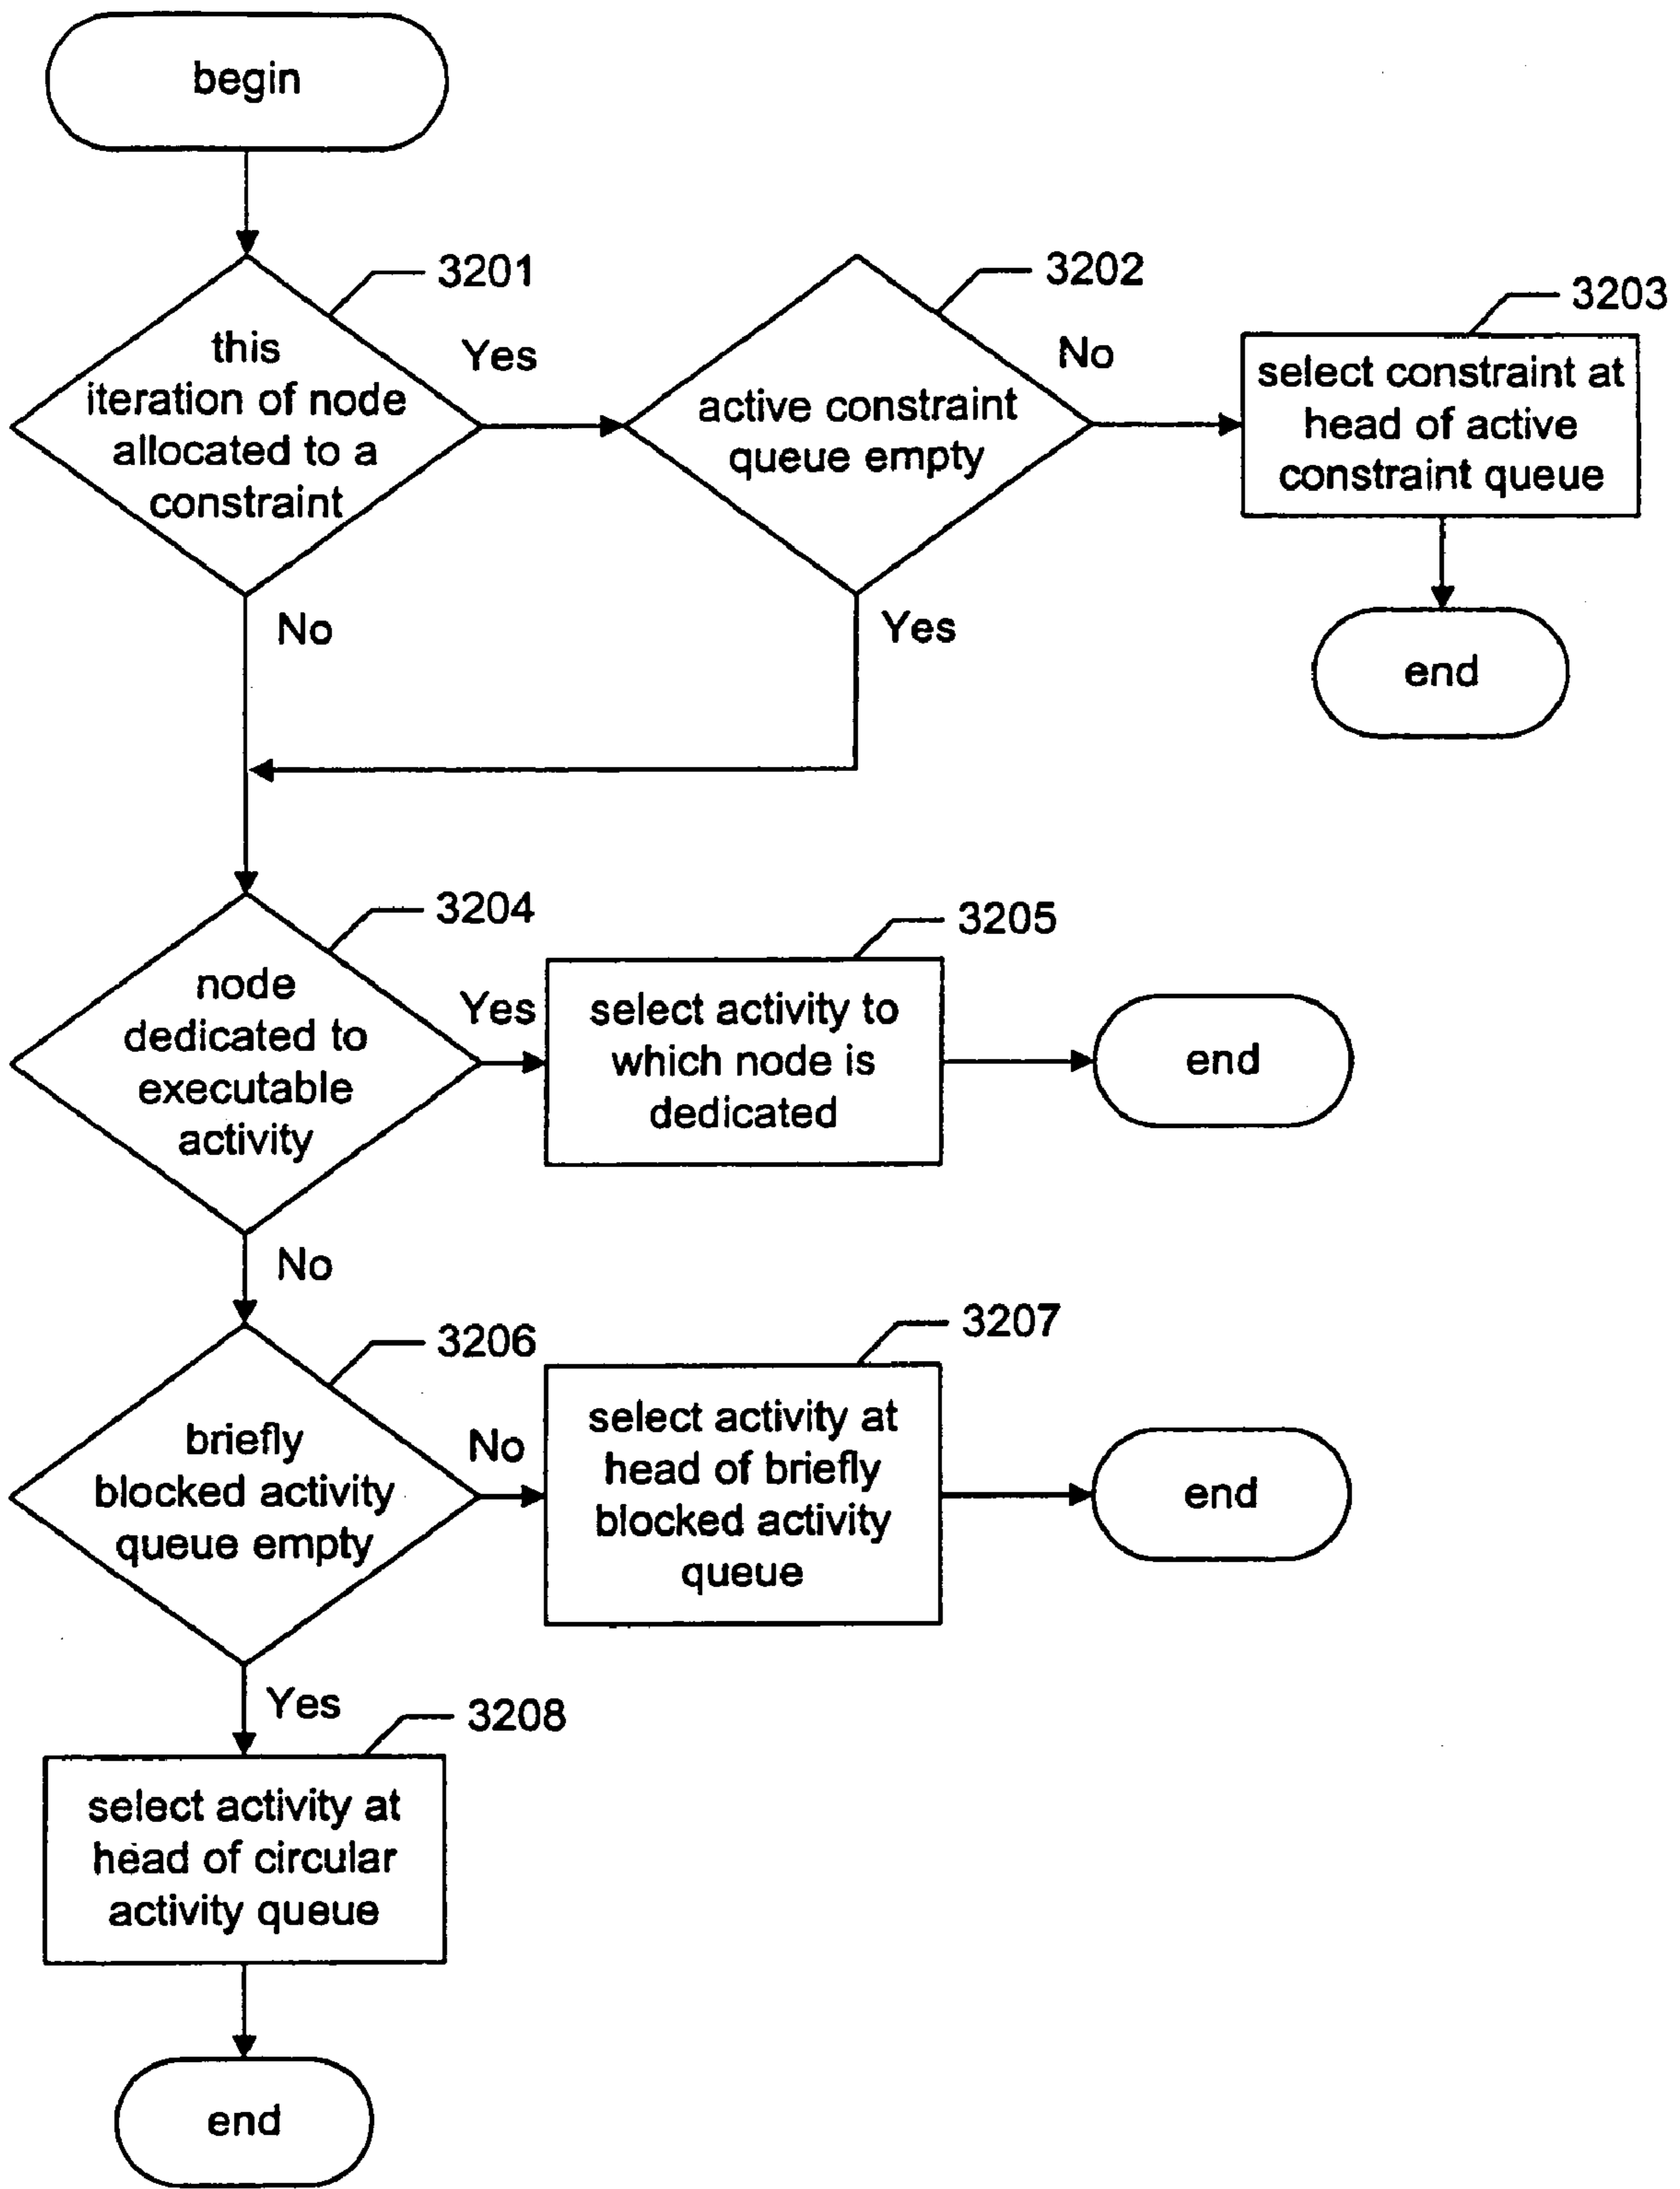 begin
3201
this
iteration of node
allocated to a
constraint
Yes
3202
active constraint
queue empty
No
3203
select constraint at
head of active
constraint queue
end
No
Yes
3204
node
dedicated to
executable
activity
Yes
3205
select activity to
which node is
dedicated
end
No
3206
briefly
blocked activity
queue empty
No
3207
select activity at
head of briefly
blocked activity
queue
end
Yes
3208
select activity at
head of circular
activity queue
end